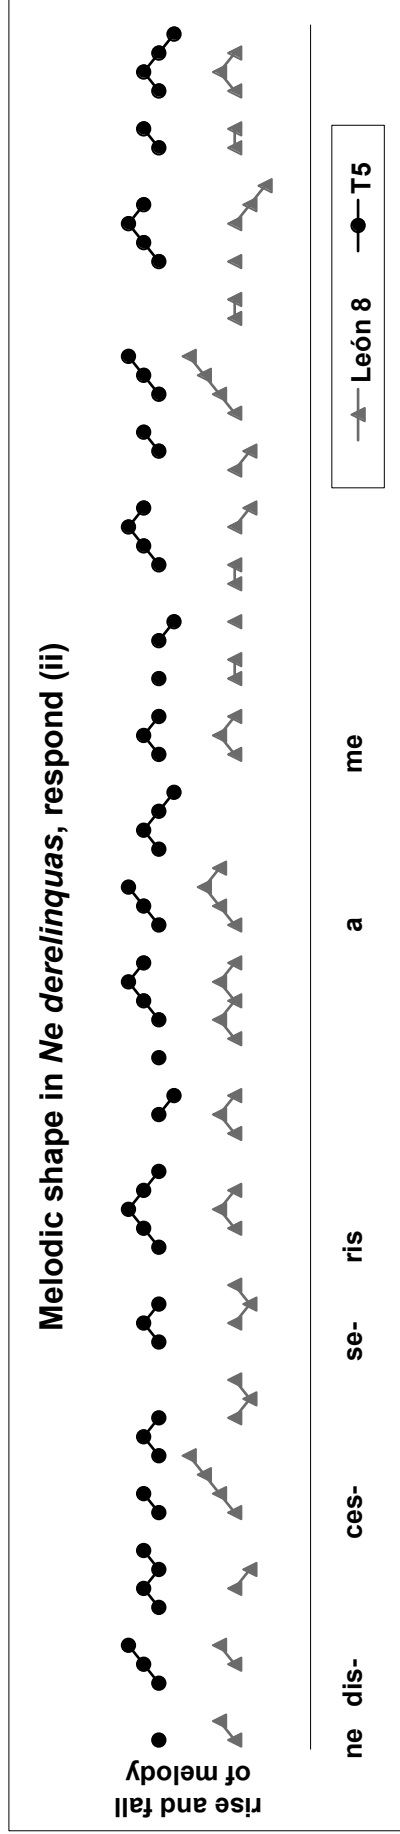 Melodic shape in Ne derelinquas, respond (ii)
rise and fall
of melody
ne dis- ces- se- ris a me
León 8 T5